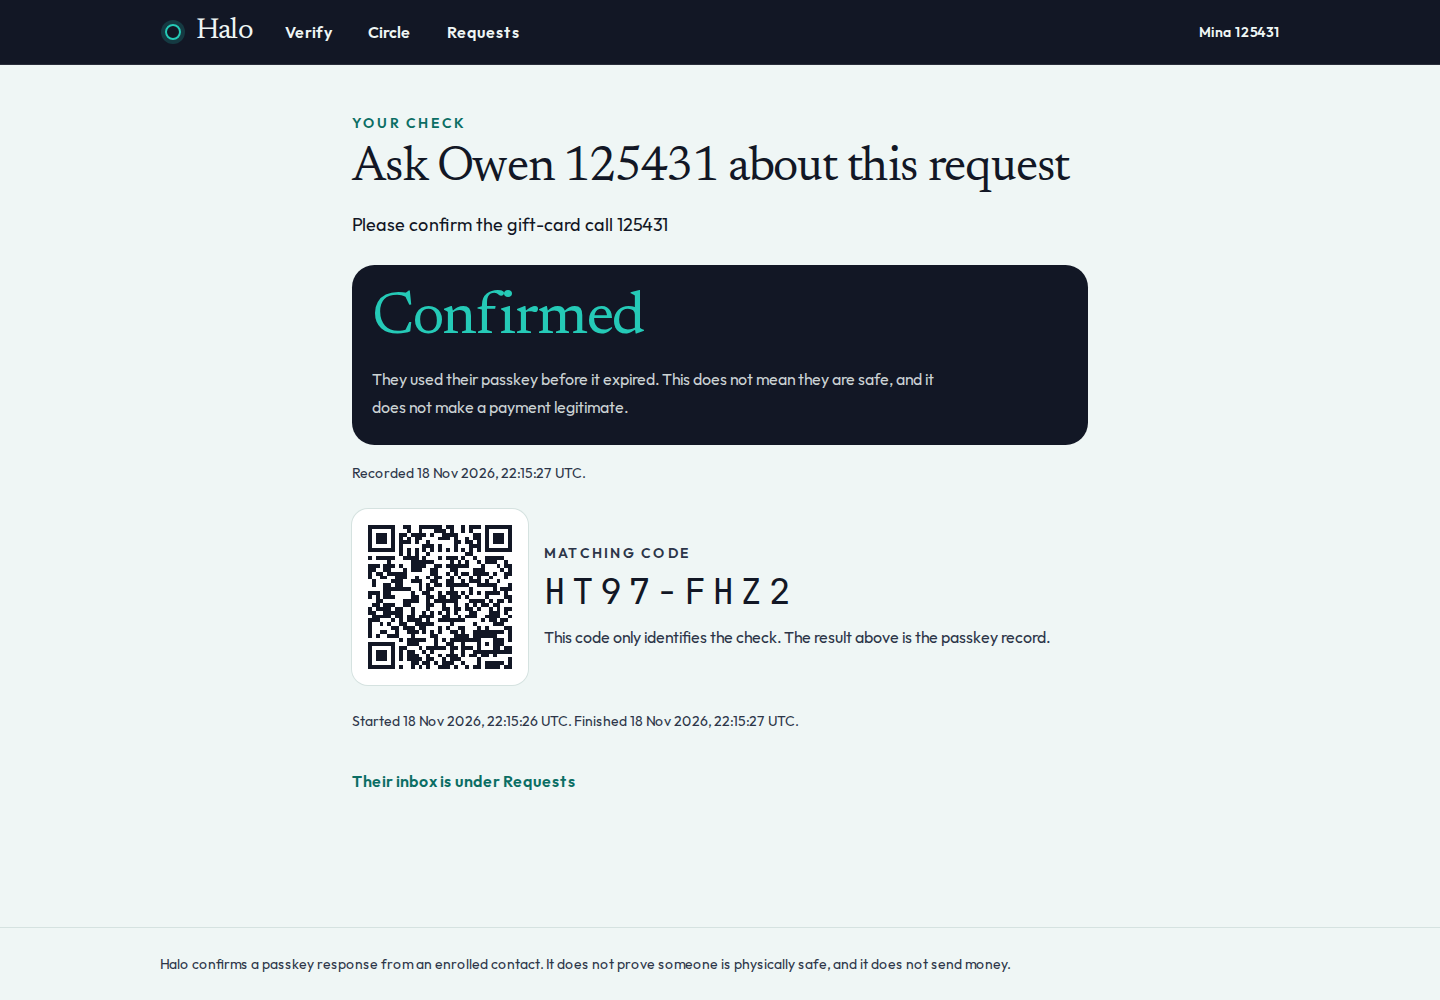 Halo
Verify
Circle
Requests
Mina 125431
YOUR CHECK
Ask Owen 125431 about this request
Please confirm the gift-card call 125431
Confirmed
They used their passkey before it expired. This does not mean they are safe, and it
does not make a payment legitimate.
Recorded 18 Nov 2026, 22:15:27 UTC.
MATCHING CODE
HT97-FHZ2
This code only identifies the check. The result above is the passkey record.
Started 18 Nov 2026, 22:15:26 UTC. Finished 18 Nov 2026, 22:15:27 UTC.
Their inbox is under Requests
Halo confirms a passkey response from an enrolled contact. It does not prove someone is physically safe, and it does not send money.